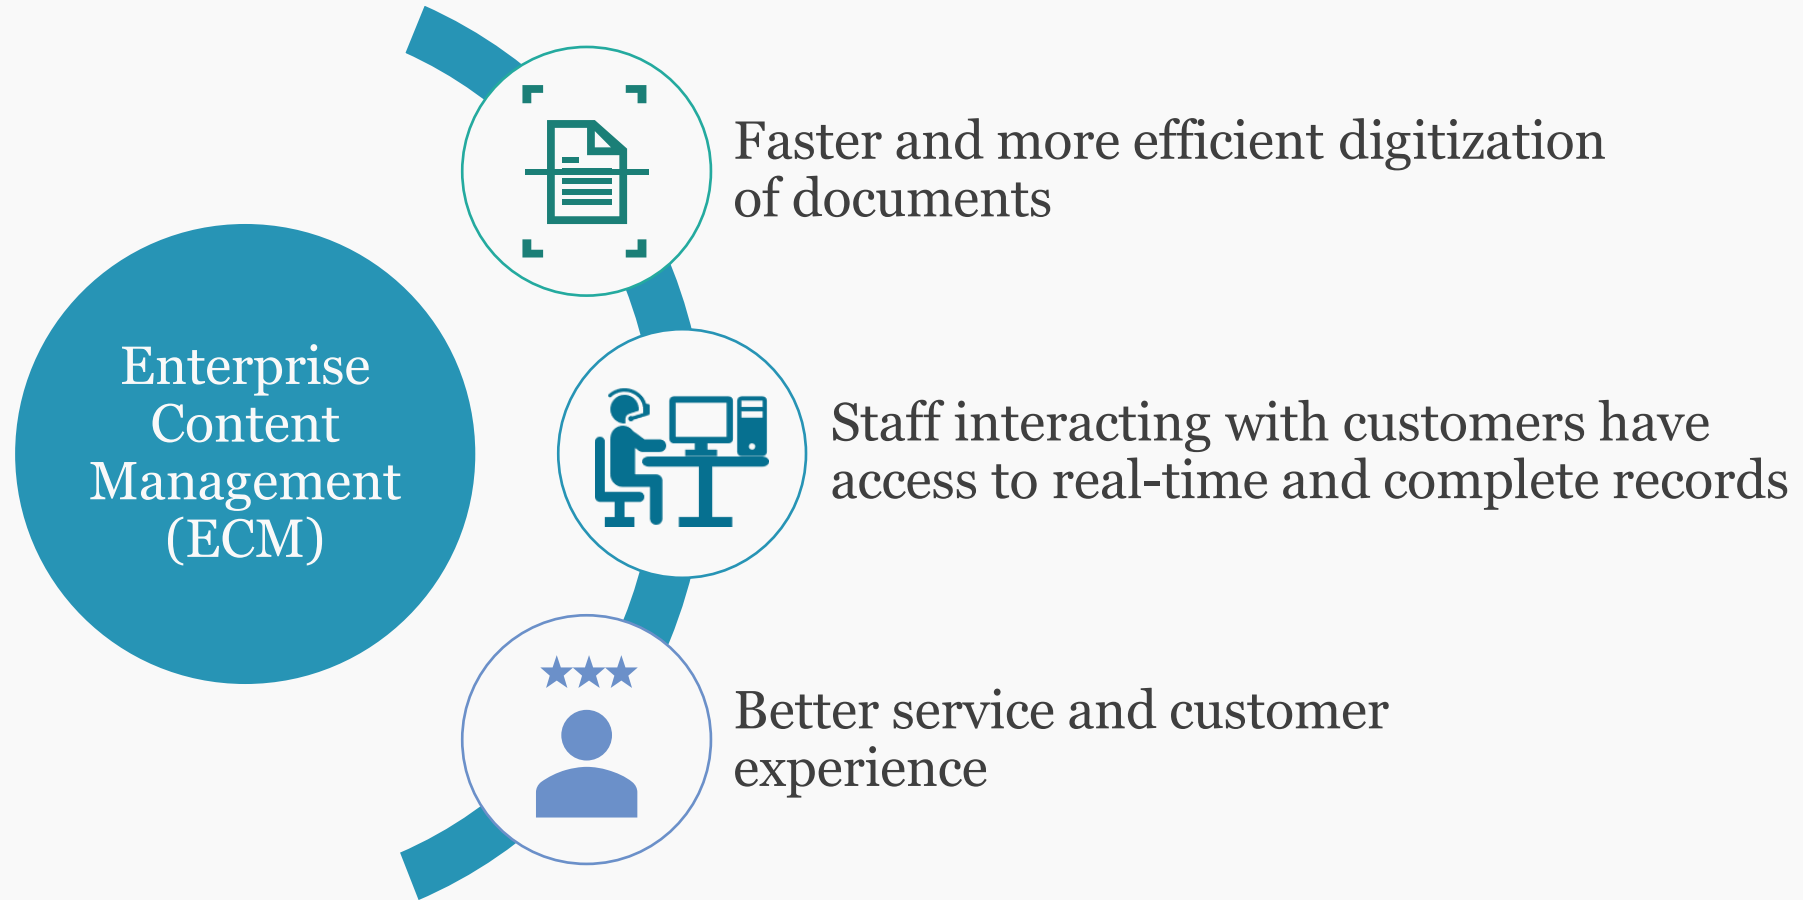 Enterprise
Content
Management
(ECM)
Faster and more efficient digitization
of documents
Staff interacting with customers have
access to real-time and complete records
Better service and customer
experience